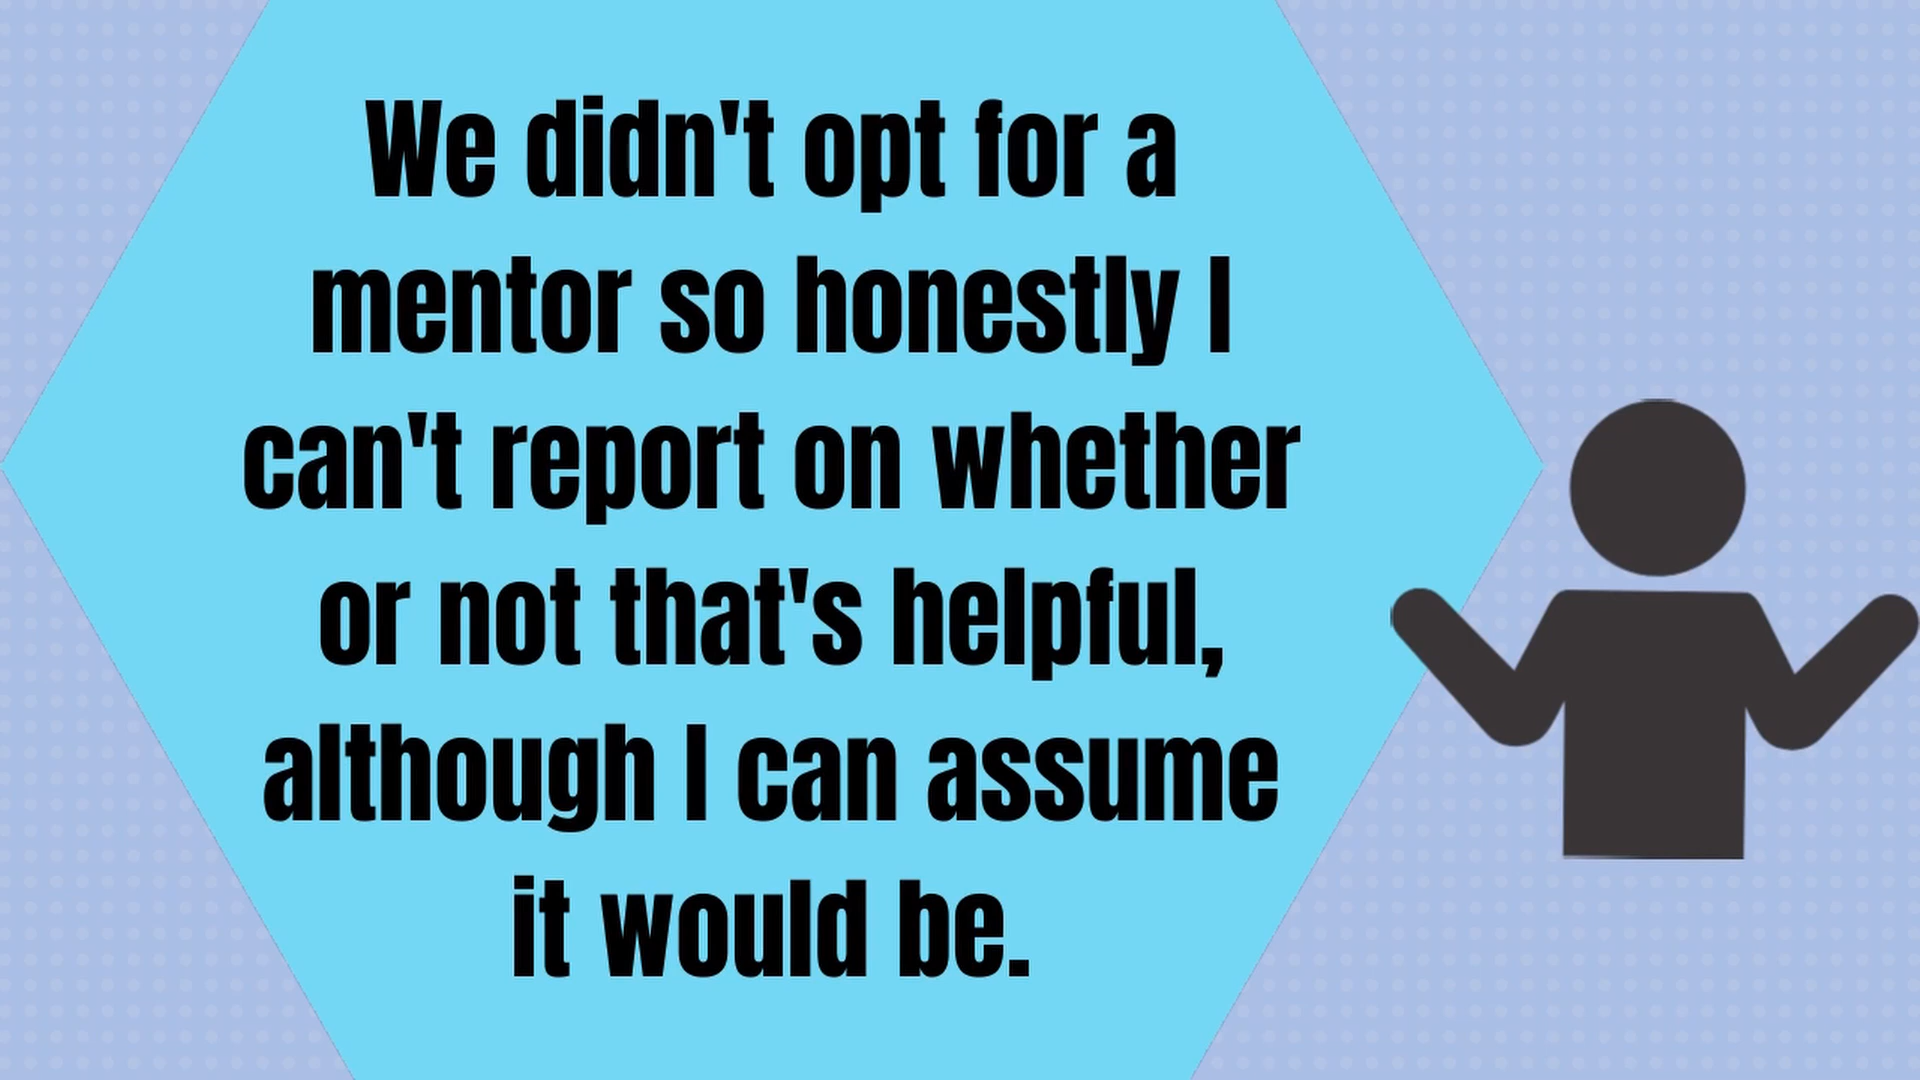 We didn't opt for a
mentor so honestly I
can't report on whether
or not that's helpful,
although I can assume
it would be.